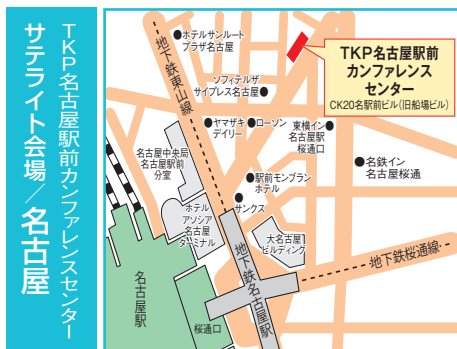 TKP名古屋駅前カンファレンスセンター
サテライト会場／名古屋
ホテルサンルート
プラザ名古屋
地下鉄東山線
TKP名古屋駅前
カンファレンス
センター
CK20名駅前ビル(旧船場ビル)
ソフィテルザ
サイプレス名古屋
ヤマザキ
デイリー
ローソン
東横イン
名古屋駅
桜通口
名古屋中央局
名古屋駅前
分室
名鉄イン
名古屋桜通
駅前モンブラン
ホテル
サンクス
ホテル
アソシア
名古屋
ターミナル
大名古屋
ビルディング
地下鉄桜通線
地下鉄名古屋駅
名古屋駅
桜通口